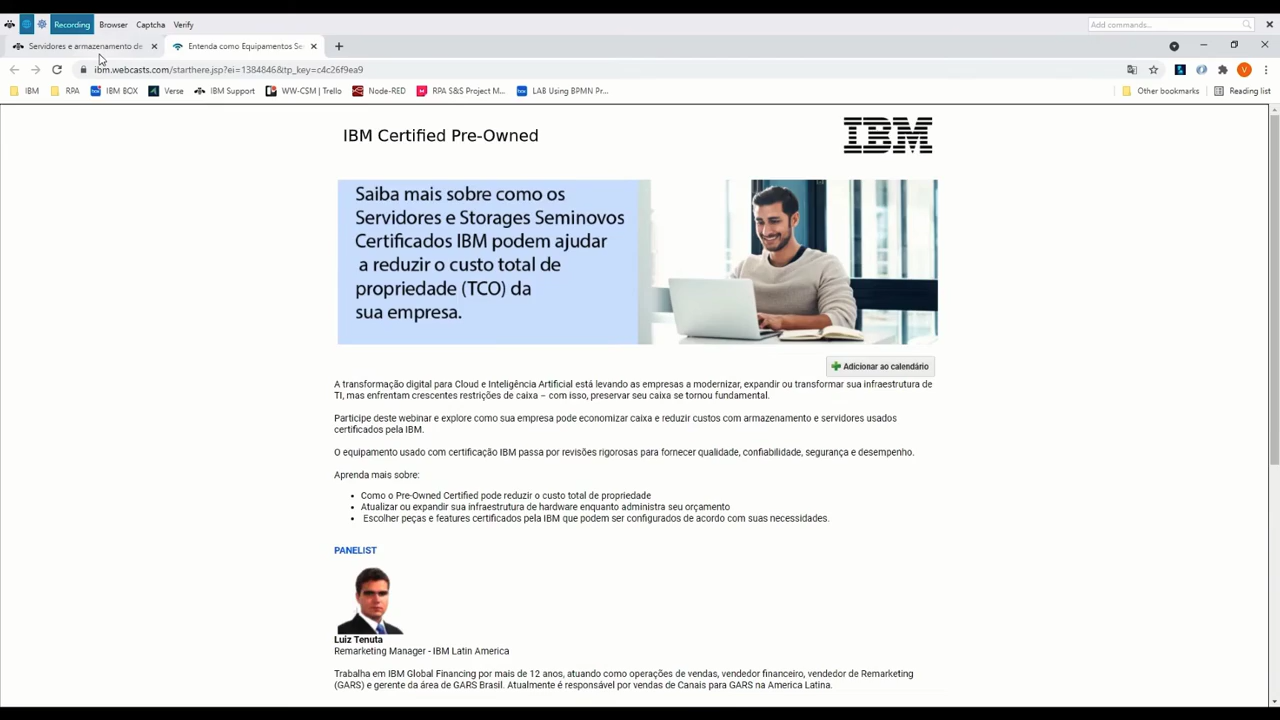 Recording Browser Captcha Verify Add commands...
Servidores e armazenamento de Entenda como Equipamentos Se
ibm.webcasts.com/starthere.jsp?ei=1384846&tp_key=c4c26f9ea9 V
IBM RPA IBM BOX Verse IBM Support WW-CSM | Trello Node-RED RPA S&S Project M... LAB Using BPMN Pr... Other bookmarks Reading list
IBM Certified Pre-Owned
IBM
Saiba mais sobre como os
Servidores e Storages Seminovos
Certificados IBM podem ajudar
a reduzir o custo total de
propriedade (TCO) da
sua empresa.
Adicionar ao calendário
A transformação digital para Cloud e Inteligência Artificial está levando as empresas a modernizar, expandir ou transformar sua infraestrutura de
TI, mas enfrentam crescentes restrições de caixa – com isso, preservar seu caixa se tornou fundamental.
Participe deste webinar e explore como sua empresa pode economizar caixa e reduzir custos com armazenamento e servidores usados
certificados pela IBM.
O equipamento usado com certificação IBM passa por revisões rigorosas para fornecer qualidade, confiabilidade, segurança e desempenho.
Aprenda mais sobre:
• Como o Pre-Owned Certified pode reduzir o custo total de propriedade
• Atualizar ou expandir sua infraestrutura de hardware enquanto administra seu orçamento
• Escolher peças e features certificados pela IBM que podem ser configurados de acordo com suas necessidades.
PANELIST
Luiz Tenuta
Remarketing Manager - IBM Latin America
Trabalha em IBM Global Financing por mais de 12 anos, atuando como operações de vendas, vendedor financeiro, vendedor de Remarketing
(GARS) e gerente da área de GARS Brasil. Atualmente é responsável por vendas de Canais para GARS na America Latina.